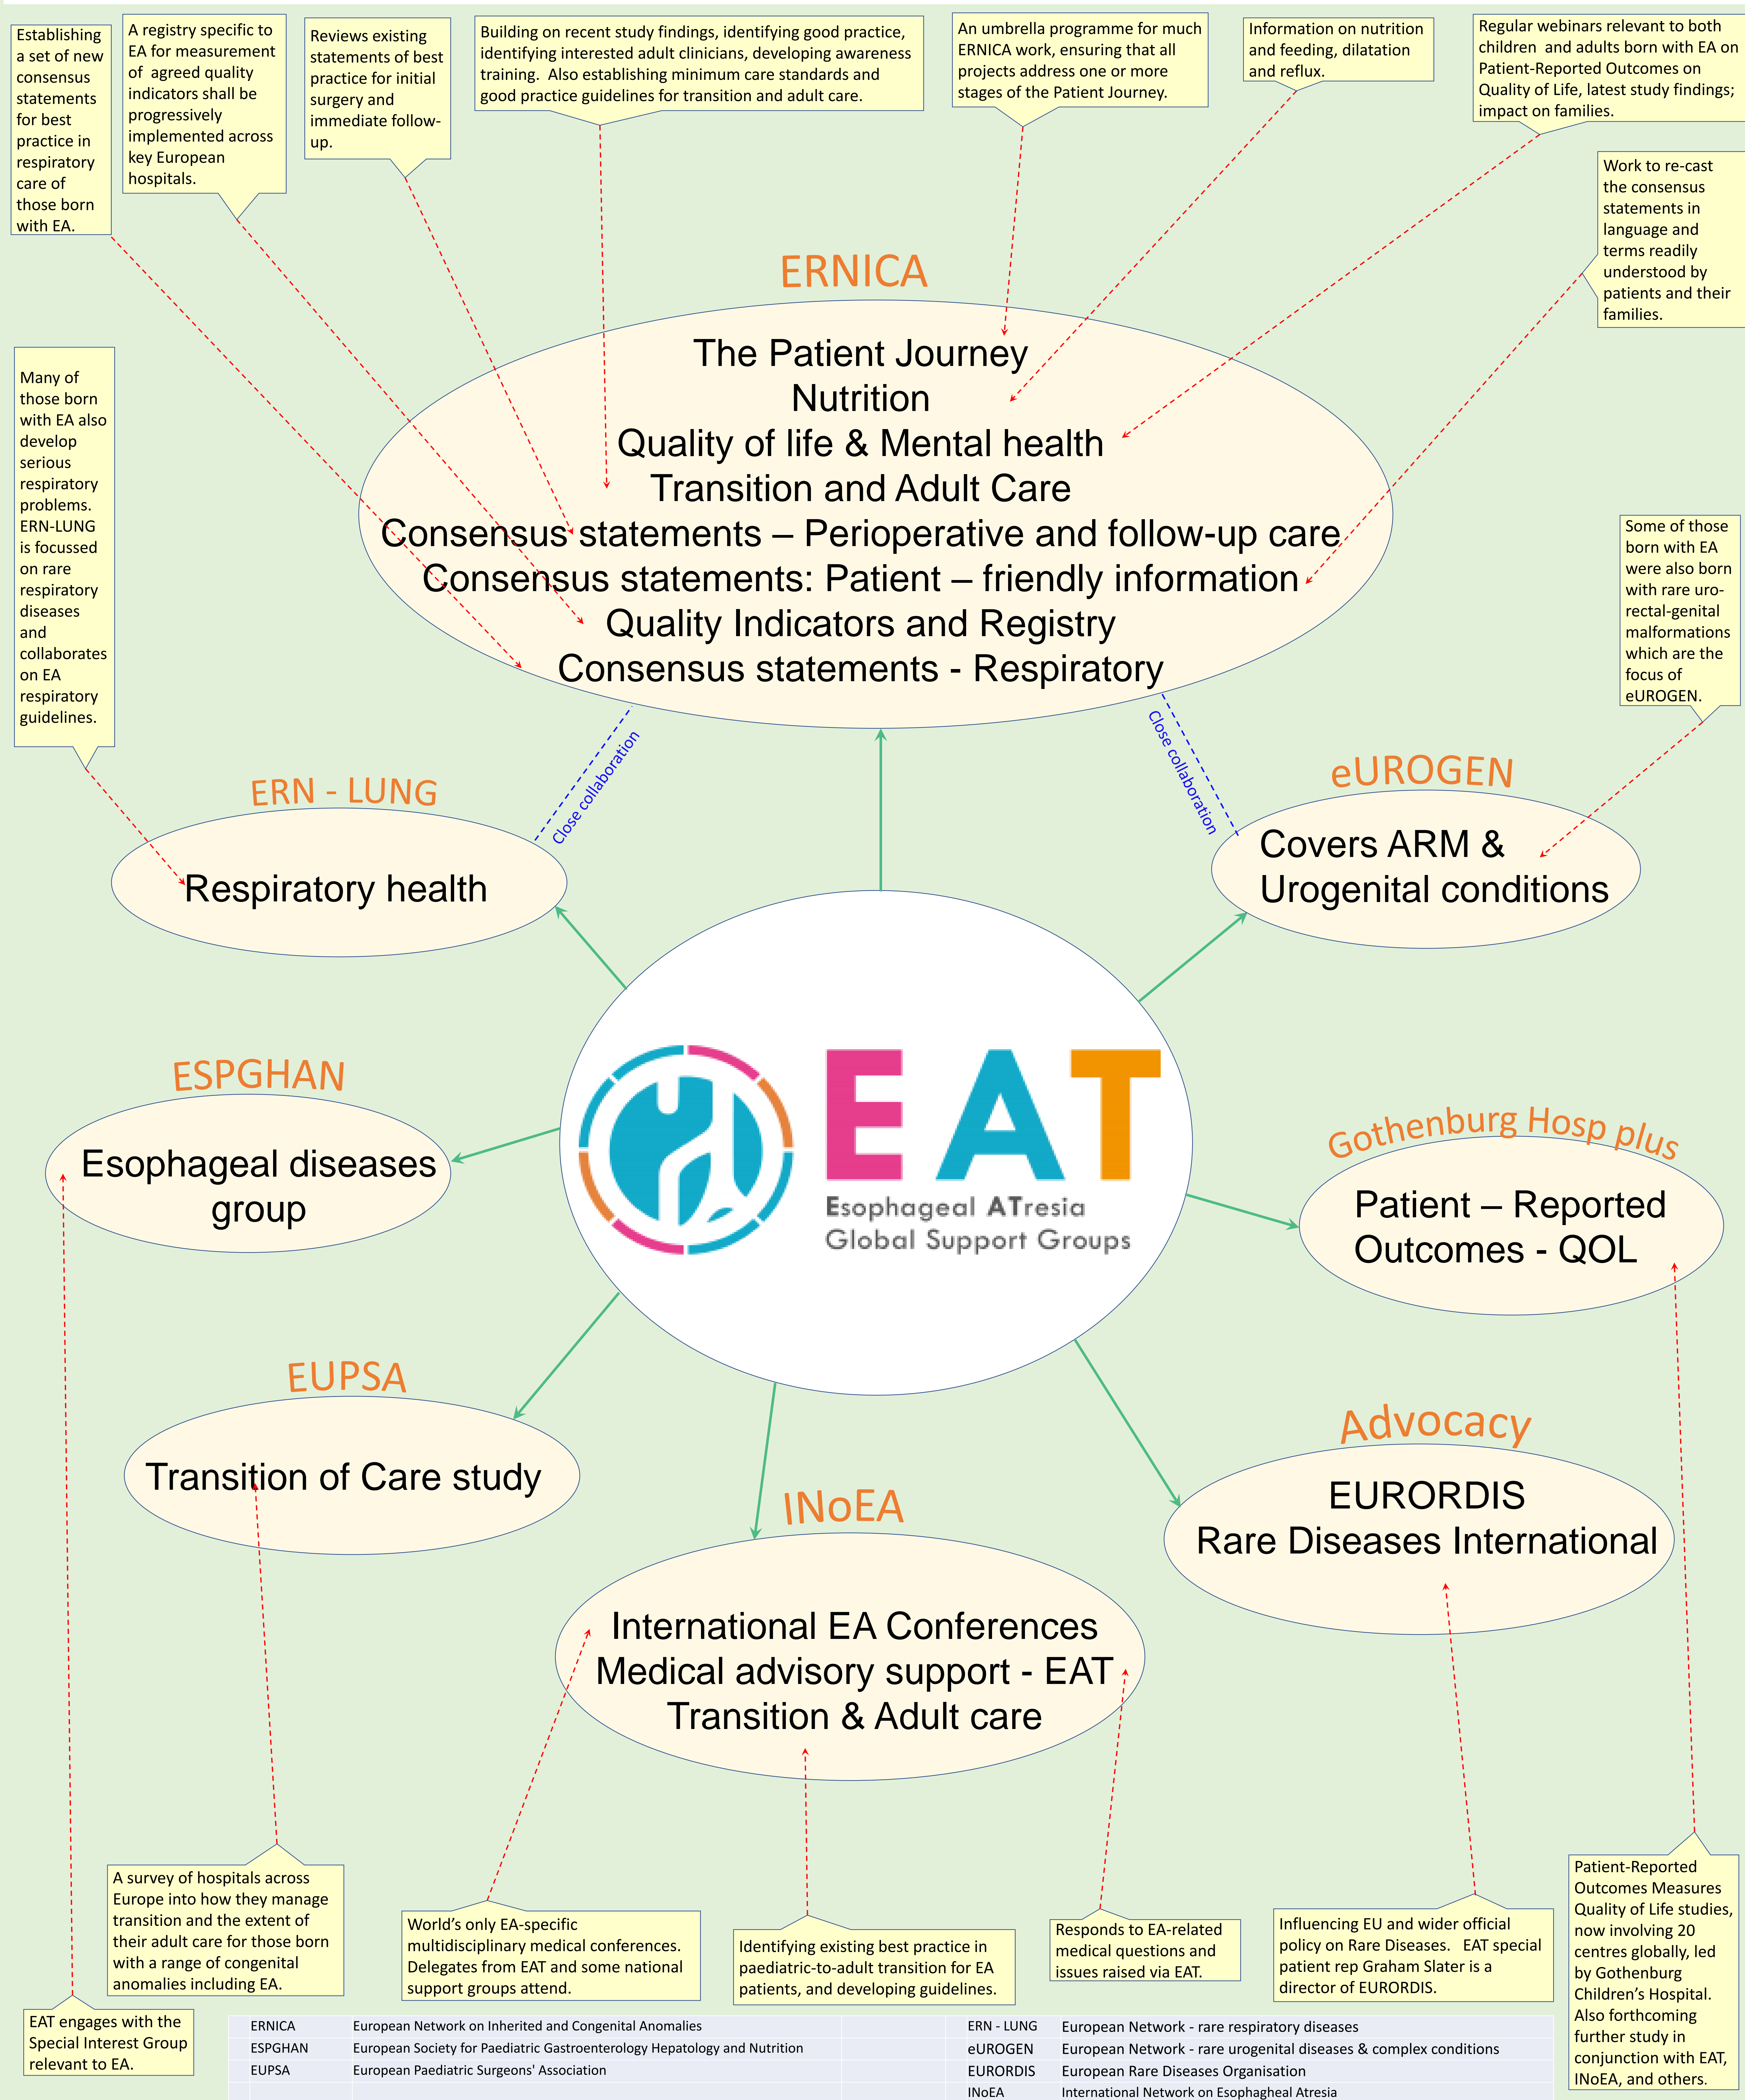 Establishing
a set of new
consensus
statements
for best
practice in
respiratory
care of
those born
with EA.
A registry specific to
EA for measurement
of agreed quality
indicators shall be
progressively
implemented across
key European
hospitals.
Reviews existing
statements of best
practice for initial
surgery and
immediate follow-
up.
Building on recent study findings, identifying good practice,
identifying interested adult clinicians, developing awareness
training. Also establishing minimum care standards and
good practice guidelines for transition and adult care.
An umbrella programme for much
ERNICA work, ensuring that all
projects address one or more
stages of the Patient Journey.
Information on nutrition
and feeding, dilatation
and reflux.
Regular webinars relevant to both
children and adults born with EA on
Patient-Reported Outcomes on
Quality of Life, latest study findings;
impact on families.
Work to re-cast
the consensus
statements in
language and
terms readily
understood by
patients and their
families.
ERNICA
The Patient Journey
Nutrition
Quality of life & Mental health
Transition and Adult Care
Consensus statements – Perioperative and follow-up care
Consensus statements: Patient – friendly information
Quality Indicators and Registry
Consensus statements - Respiratory
Many of
those born
with EA also
develop
serious
respiratory
problems.
ERN-LUNG
is focussed
on rare
respiratory
diseases
and
collaborates
on EA
respiratory
guidelines.
Some of those
born with EA
were also born
with rare uro-
rectal-genital
malformations
which are the
focus of
eUROGEN.
Close collaboration
Close collaboration
ERN - LUNG
Respiratory health
eUROGEN
Covers ARM &
Urogenital conditions
EAT
Esophageal ATresia
Global Support Groups
ESPGHAN
Esophageal diseases
group
Gothenburg Hosp plus
Patient – Reported
Outcomes - QOL
EUPSA
Transition of Care study
Advocacy
EURORDIS
Rare Diseases International
INoEA
International EA Conferences
Medical advisory support - EAT
Transition & Adult care
EAT engages with the
Special Interest Group
relevant to EA.
A survey of hospitals across
Europe into how they manage
transition and the extent of
their adult care for those born
with a range of congenital
anomalies including EA.
World's only EA-specific
multidisciplinary medical conferences.
Delegates from EAT and some national
support groups attend.
Identifying existing best practice in
paediatric-to-adult transition for EA
patients, and developing guidelines.
Responds to EA-related
medical questions and
issues raised via EAT.
Influencing EU and wider official
policy on Rare Diseases. EAT special
patient rep Graham Slater is a
director of EURORDIS.
Patient-Reported
Outcomes Measures
Quality of Life studies,
now involving 20
centres globally, led
by Gothenburg
Children's Hospital.
Also forthcoming
further study in
conjunction with EAT,
INoEA, and others.
ERNICA European Network on Inherited and Congenital Anomalies
ESPGHAN European Society for Paediatric Gastroenterology Hepatology and Nutrition
EUPSA European Paediatric Surgeons' Association
ERN - LUNG European Network - rare respiratory diseases
eUROGEN European Network - rare urogenital diseases & complex conditions
EURORDIS European Rare Diseases Organisation
INoEA International Network on Esophagheal Atresia